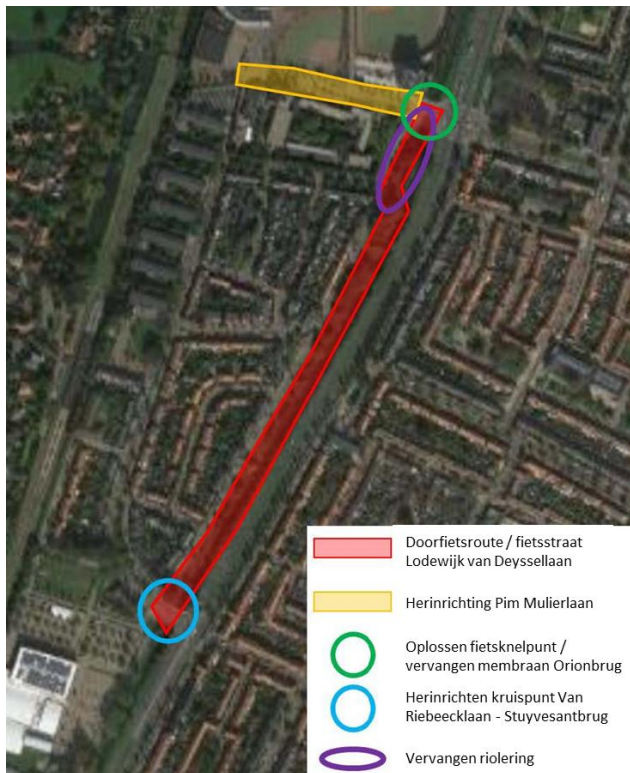 Doorfietsroute / fietsstraat
Lodewijk van Deyssellaan
Herinrichting Pim Mulierlaan
Oplossen fietsknelpunt /
vervangen membraan Orionbrug
Herinrichten kruispunt Van
Riebeecklaan - Stuyvesantbrug
Vervangen riolering